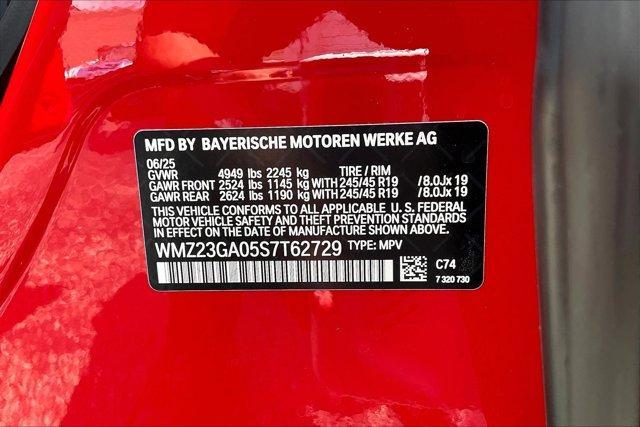 MFD BY BAYERISCHE MOTOREN WERKE AG
06/25
GVWR 4949 lbs 2245 kg TIRE / RIM
GAWR FRONT 2524 lbs 1145 kg WITH 245/45 R19 /8.0Jx 19
GAWR REAR 2624 lbs 1190 kg WITH 245/45 R19 /8.0Jx 19
THIS VEHICLE CONFORMS TO ALL APPLICABLE U. S. FEDERAL
MOTOR VEHICLE SAFETY AND THEFT PREVENTION STANDARDS
IN EFFECT ON THE DATE OF MANUFACTURE SHOWN ABOVE.
WMZ23GA05S7T62729 TYPE: MPV
C74
7 320 730